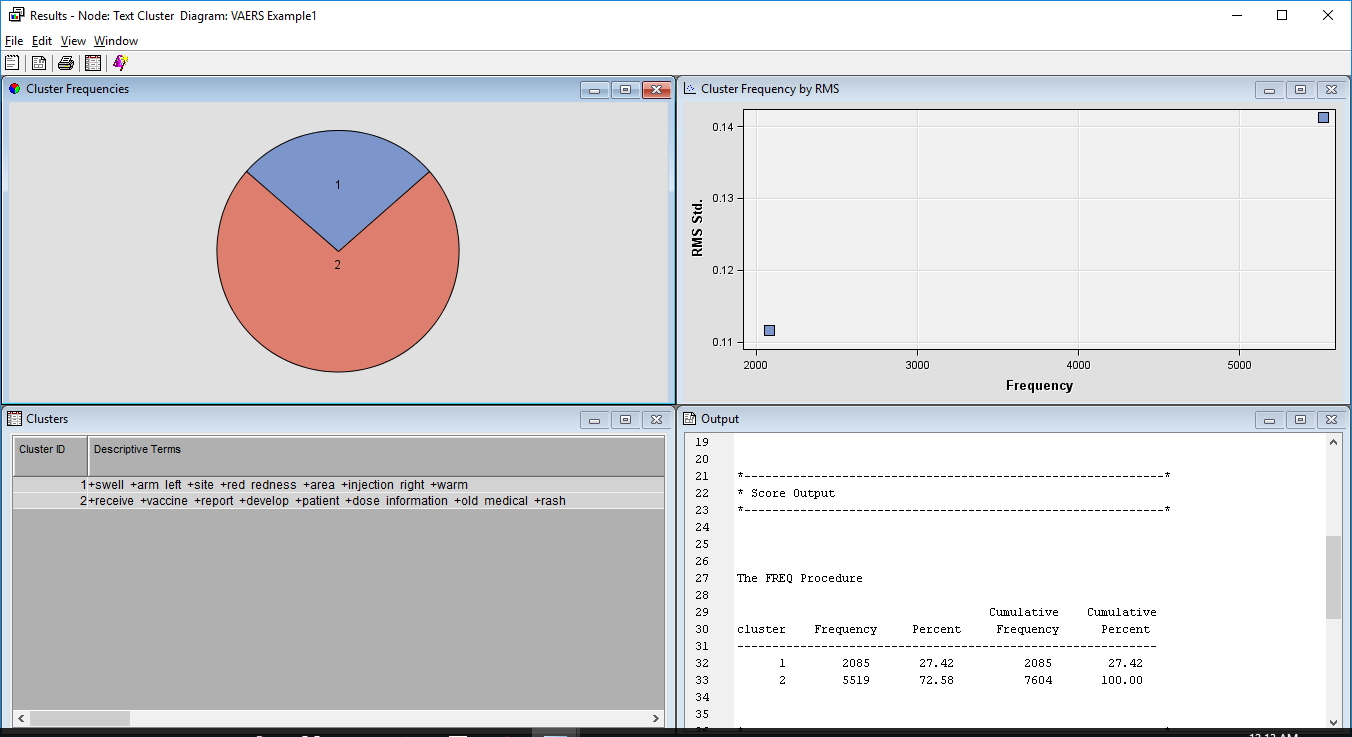 Results - Node: Text Cluster  Diagram: VAERS Example1
File  Edit  View  Window
Cluster Frequencies
1
2
Cluster Frequency by RMS
0.14
0.13
0.12
0.11
RMS Std.
2000  3000  4000  5000
Frequency
Clusters
Cluster ID  Descriptive Terms
1  +swell +arm left +site +red redness +area +injection right +warm
2  +receive +vaccine +report +develop +patient +dose information +old medical +rash
Output
19
20
21  *------------------------------------------------------------*
22  * Score Output
23  *------------------------------------------------------------*
24
25
26
27  The FREQ Procedure
28
29  Cumulative  Cumulative
30  cluster  Frequency  Percent  Frequency  Percent
31  ------------------------------------------------------------
32  1  2085  27.42  2085  27.42
33  2  5519  72.58  7604  100.00
34
35